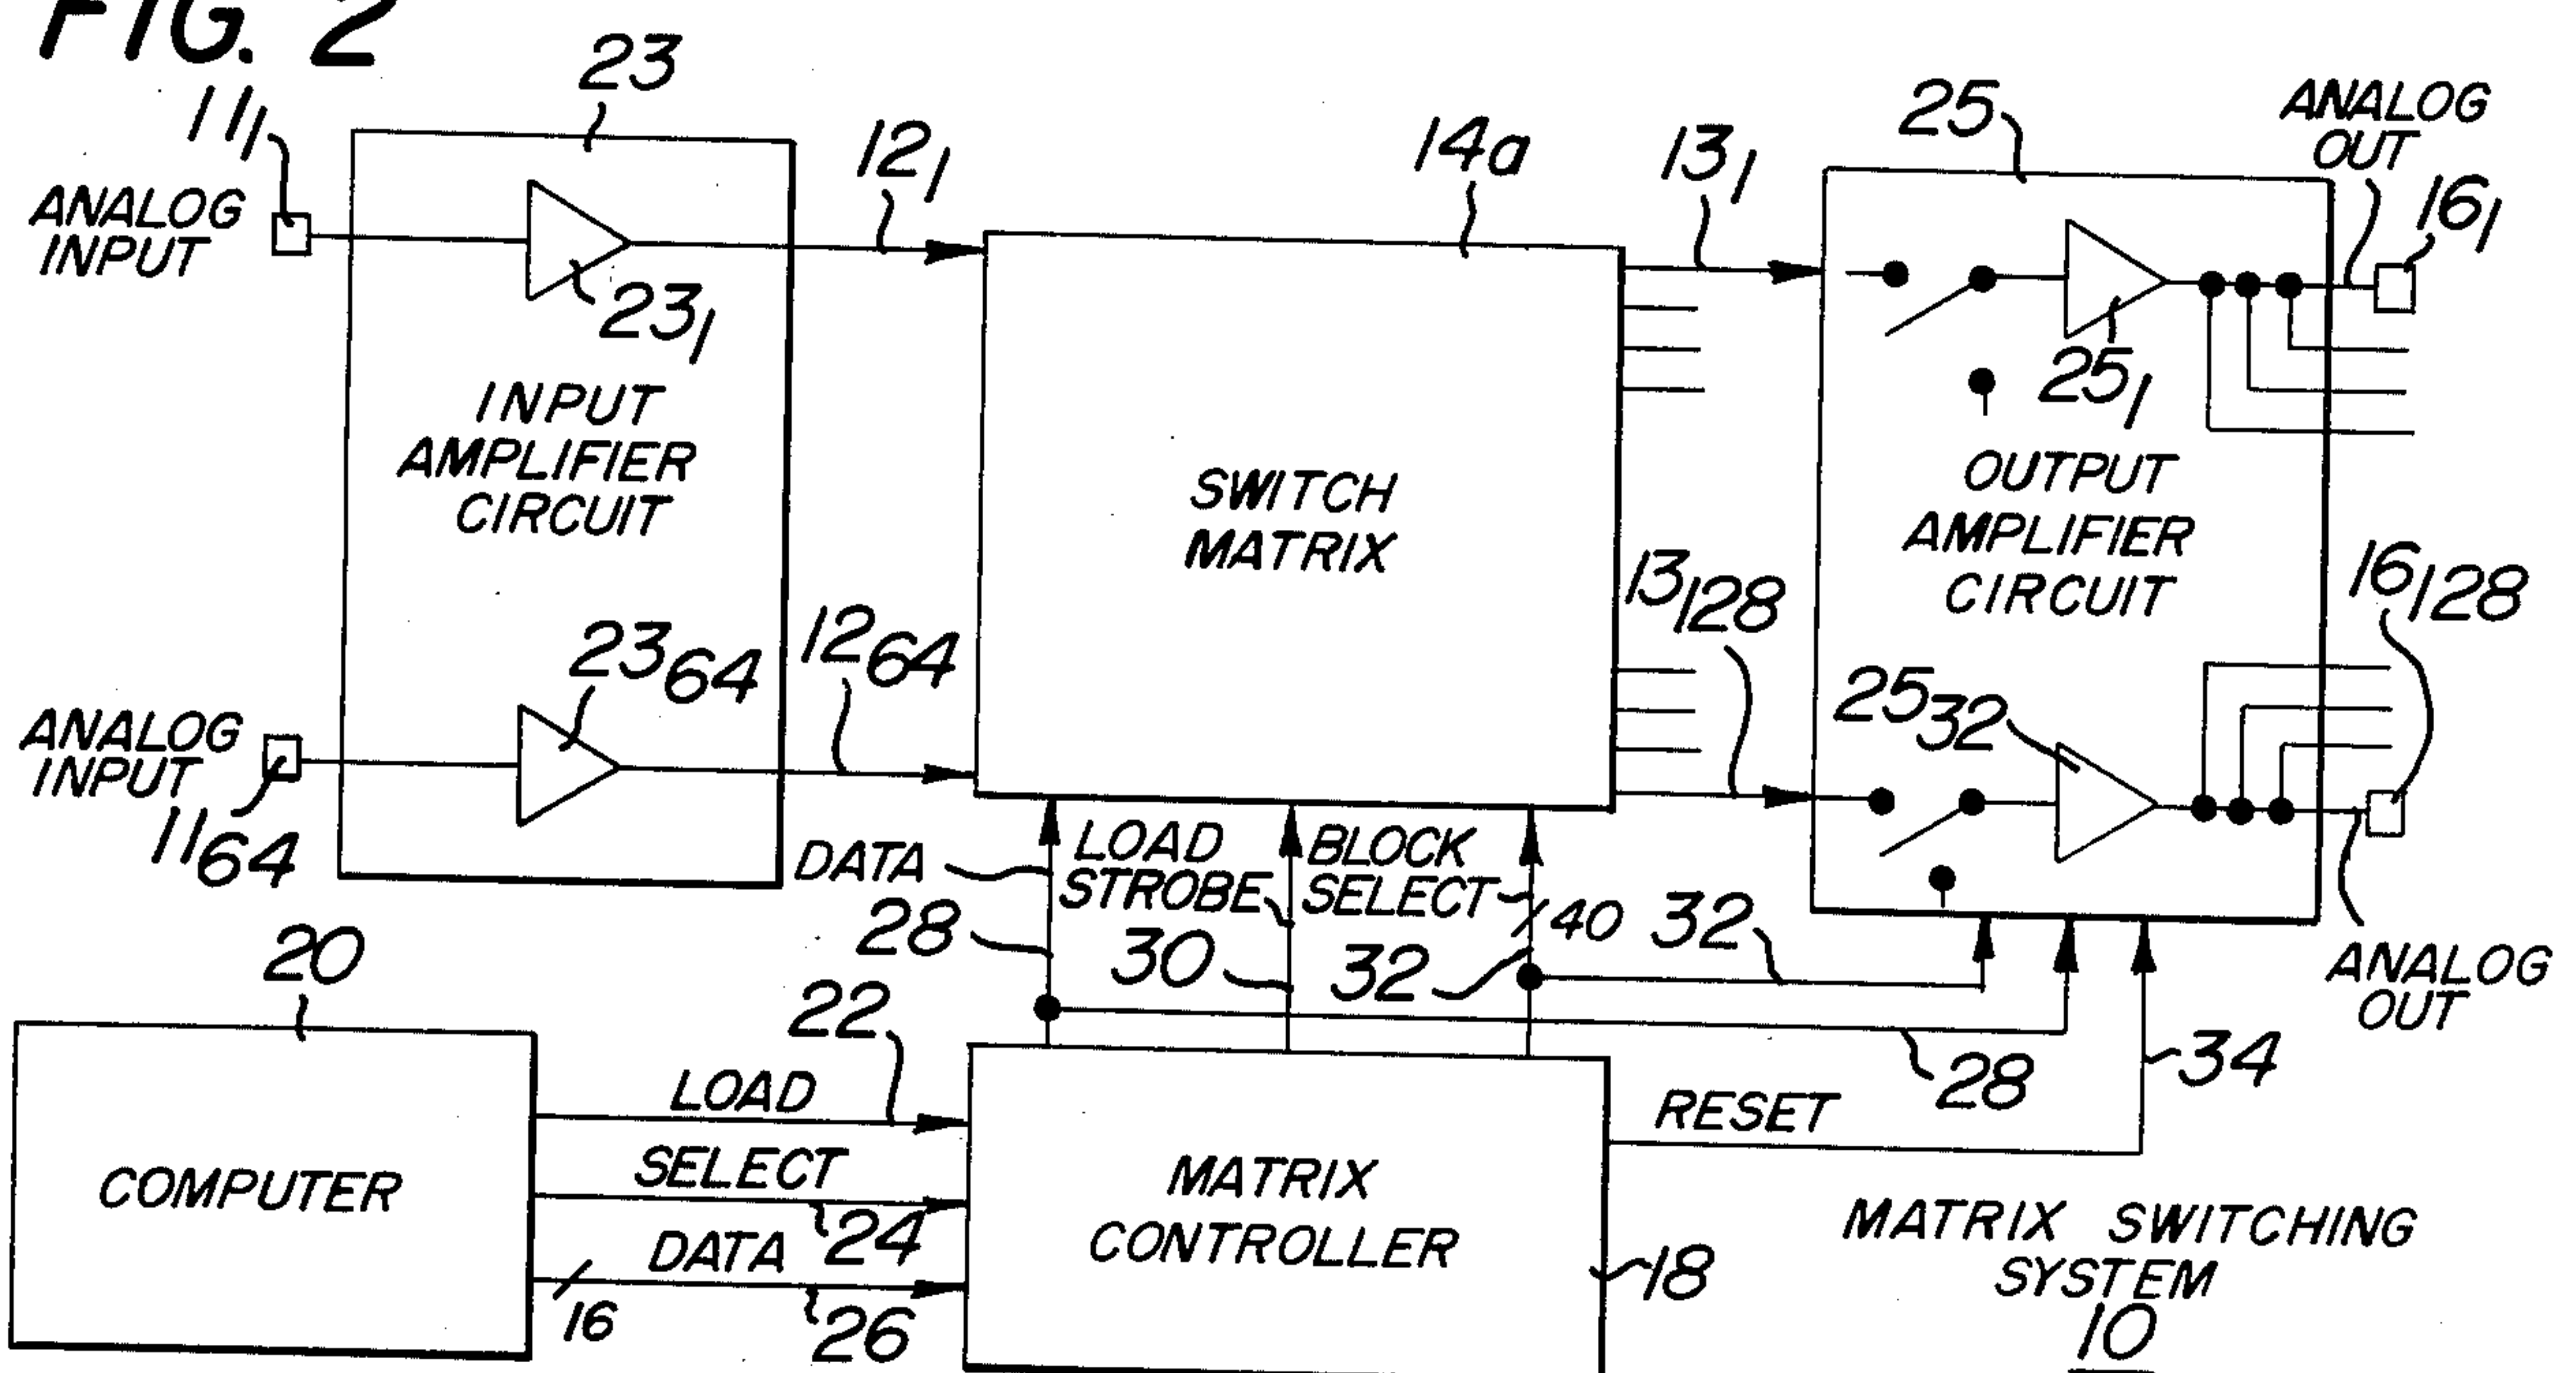 FIG. 2
23
11₁
ANALOG
INPUT
23₁
INPUT
AMPLIFIER
CIRCUIT
12₁
14a
SWITCH
MATRIX
13₁
25
ANALOG
OUT
16₁
25₁
OUTPUT
AMPLIFIER
CIRCUIT
23₆₄
12₆₄
13₁₂₈
16₁₂₈
25₃₂
ANALOG
INPUT
11₆₄
DATA
LOAD
STROBE
BLOCK
SELECT
40
28
30
32
32
28
34
ANALOG
OUT
20
COMPUTER
22
LOAD
SELECT
24
DATA
16
26
MATRIX
CONTROLLER
18
RESET
MATRIX SWITCHING
SYSTEM
10